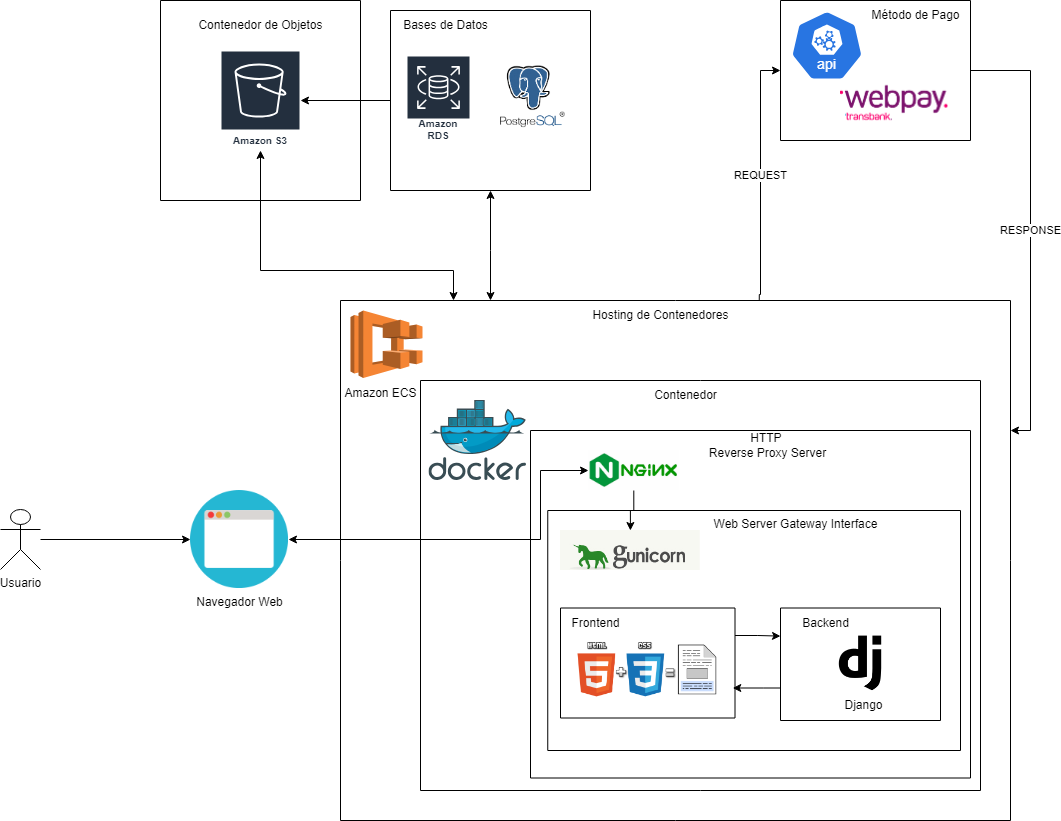 Contenedor de Objetos
Amazon S3
Bases de Datos
Amazon
RDS
PostgreSQL®
Método de Pago
api
webpay.
transbank.
REQUEST
RESPONSE
Hosting de Contenedores
Amazon ECS
Contenedor
docker
HTTP
Reverse Proxy Server
NGINX
Web Server Gateway Interface
gunicorn
Usuario
Navegador Web
Frontend
HTML
5
+
CSS
3
=
Backend
dj
Django